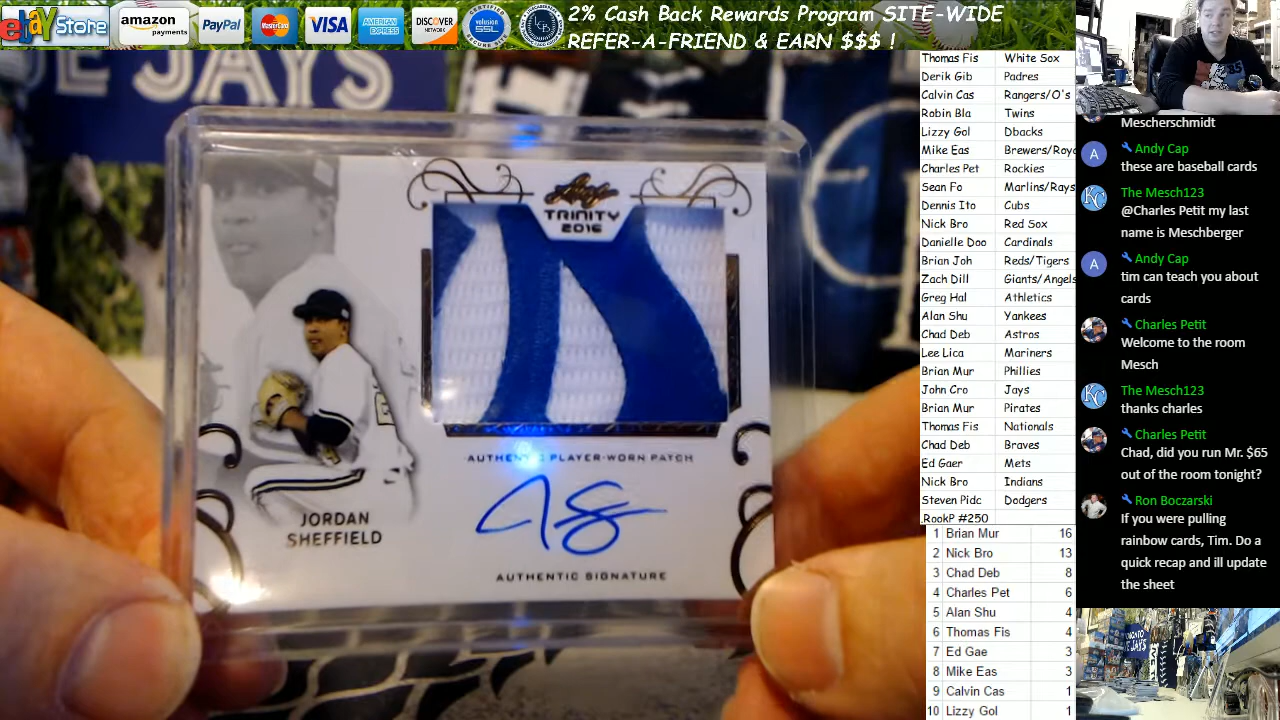 ebay Store
amazon
payments
PayPal
MasterCard
VISA
AMERICAN
EXPRESS
DISCOVER
NETWORK
volusion
SSL
2% Cash Back Rewards Program SITE-WIDE
REFER-A-FRIEND & EARN $$$ !
JAYS
Leaf
TRINITY
2016
AUTHENTIC PLAYER-WORN PATCH
JORDAN
SHEFFIELD
AUTHENTIC SIGNATURE
Thomas Fis White Sox
Derik Gib Padres
Calvin Cas Rangers/O's
Robin Bla Twins
Lizzy Gol Dbacks
Mike Eas Brewers/Roya
Charles Pet Rockies
Sean Fo Marlins/Rays
Dennis Ito Cubs
Nick Bro Red Sox
Danielle Doo Cardinals
Brian Joh Reds/Tigers
Zach Dill Giants/Angels
Greg Hal Athletics
Alan Shu Yankees
Chad Deb Astros
Lee Lica Mariners
Brian Mur Phillies
John Cro Jays
Brian Mur Pirates
Thomas Fis Nationals
Chad Deb Braves
Ed Gaer Mets
Nick Bro Indians
Steven Pidc Dodgers
.RookP #250
1 Brian Mur 16
2 Nick Bro 13
3 Chad Deb 8
4 Charles Pet 6
5 Alan Shu 4
6 Thomas Fis 4
7 Ed Gae 3
8 Mike Eas 3
9 Calvin Cas 1
10 Lizzy Gol 1
Mescherschmidt
A Andy Cap
these are baseball cards
KC The Mesch123
@Charles Petit my last
name is Meschberger
A Andy Cap
tim can teach you about
cards
Charles Petit
Welcome to the room
Mesch
KC The Mesch123
thanks charles
Charles Petit
Chad, did you run Mr. $65
out of the room tonight?
Ron Boczarski
If you were pulling
rainbow cards, Tim. Do a
quick recap and ill update
the sheet
TORONTO